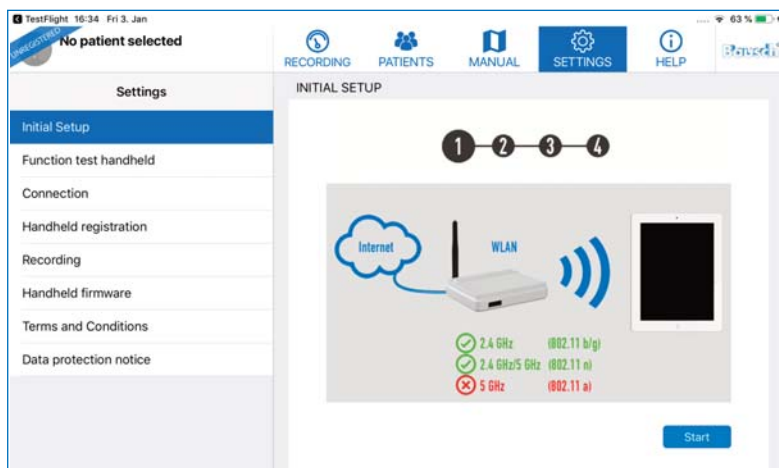 TestFlight 16:34 Fri 3. Jan
63 %
UNREGISTERED
No patient selected
RECORDING
PATIENTS
MANUAL
SETTINGS
HELP
Bausch
Settings
INITIAL SETUP
Initial Setup
Function test handheld
Connection
Handheld registration
Recording
Handheld firmware
Terms and Conditions
Data protection notice
1 2 3 4
Internet
WLAN
2.4 GHz (802.11 b/g)
2.4 GHz/5 GHz (802.11 n)
5 GHz (802.11 a)
Start